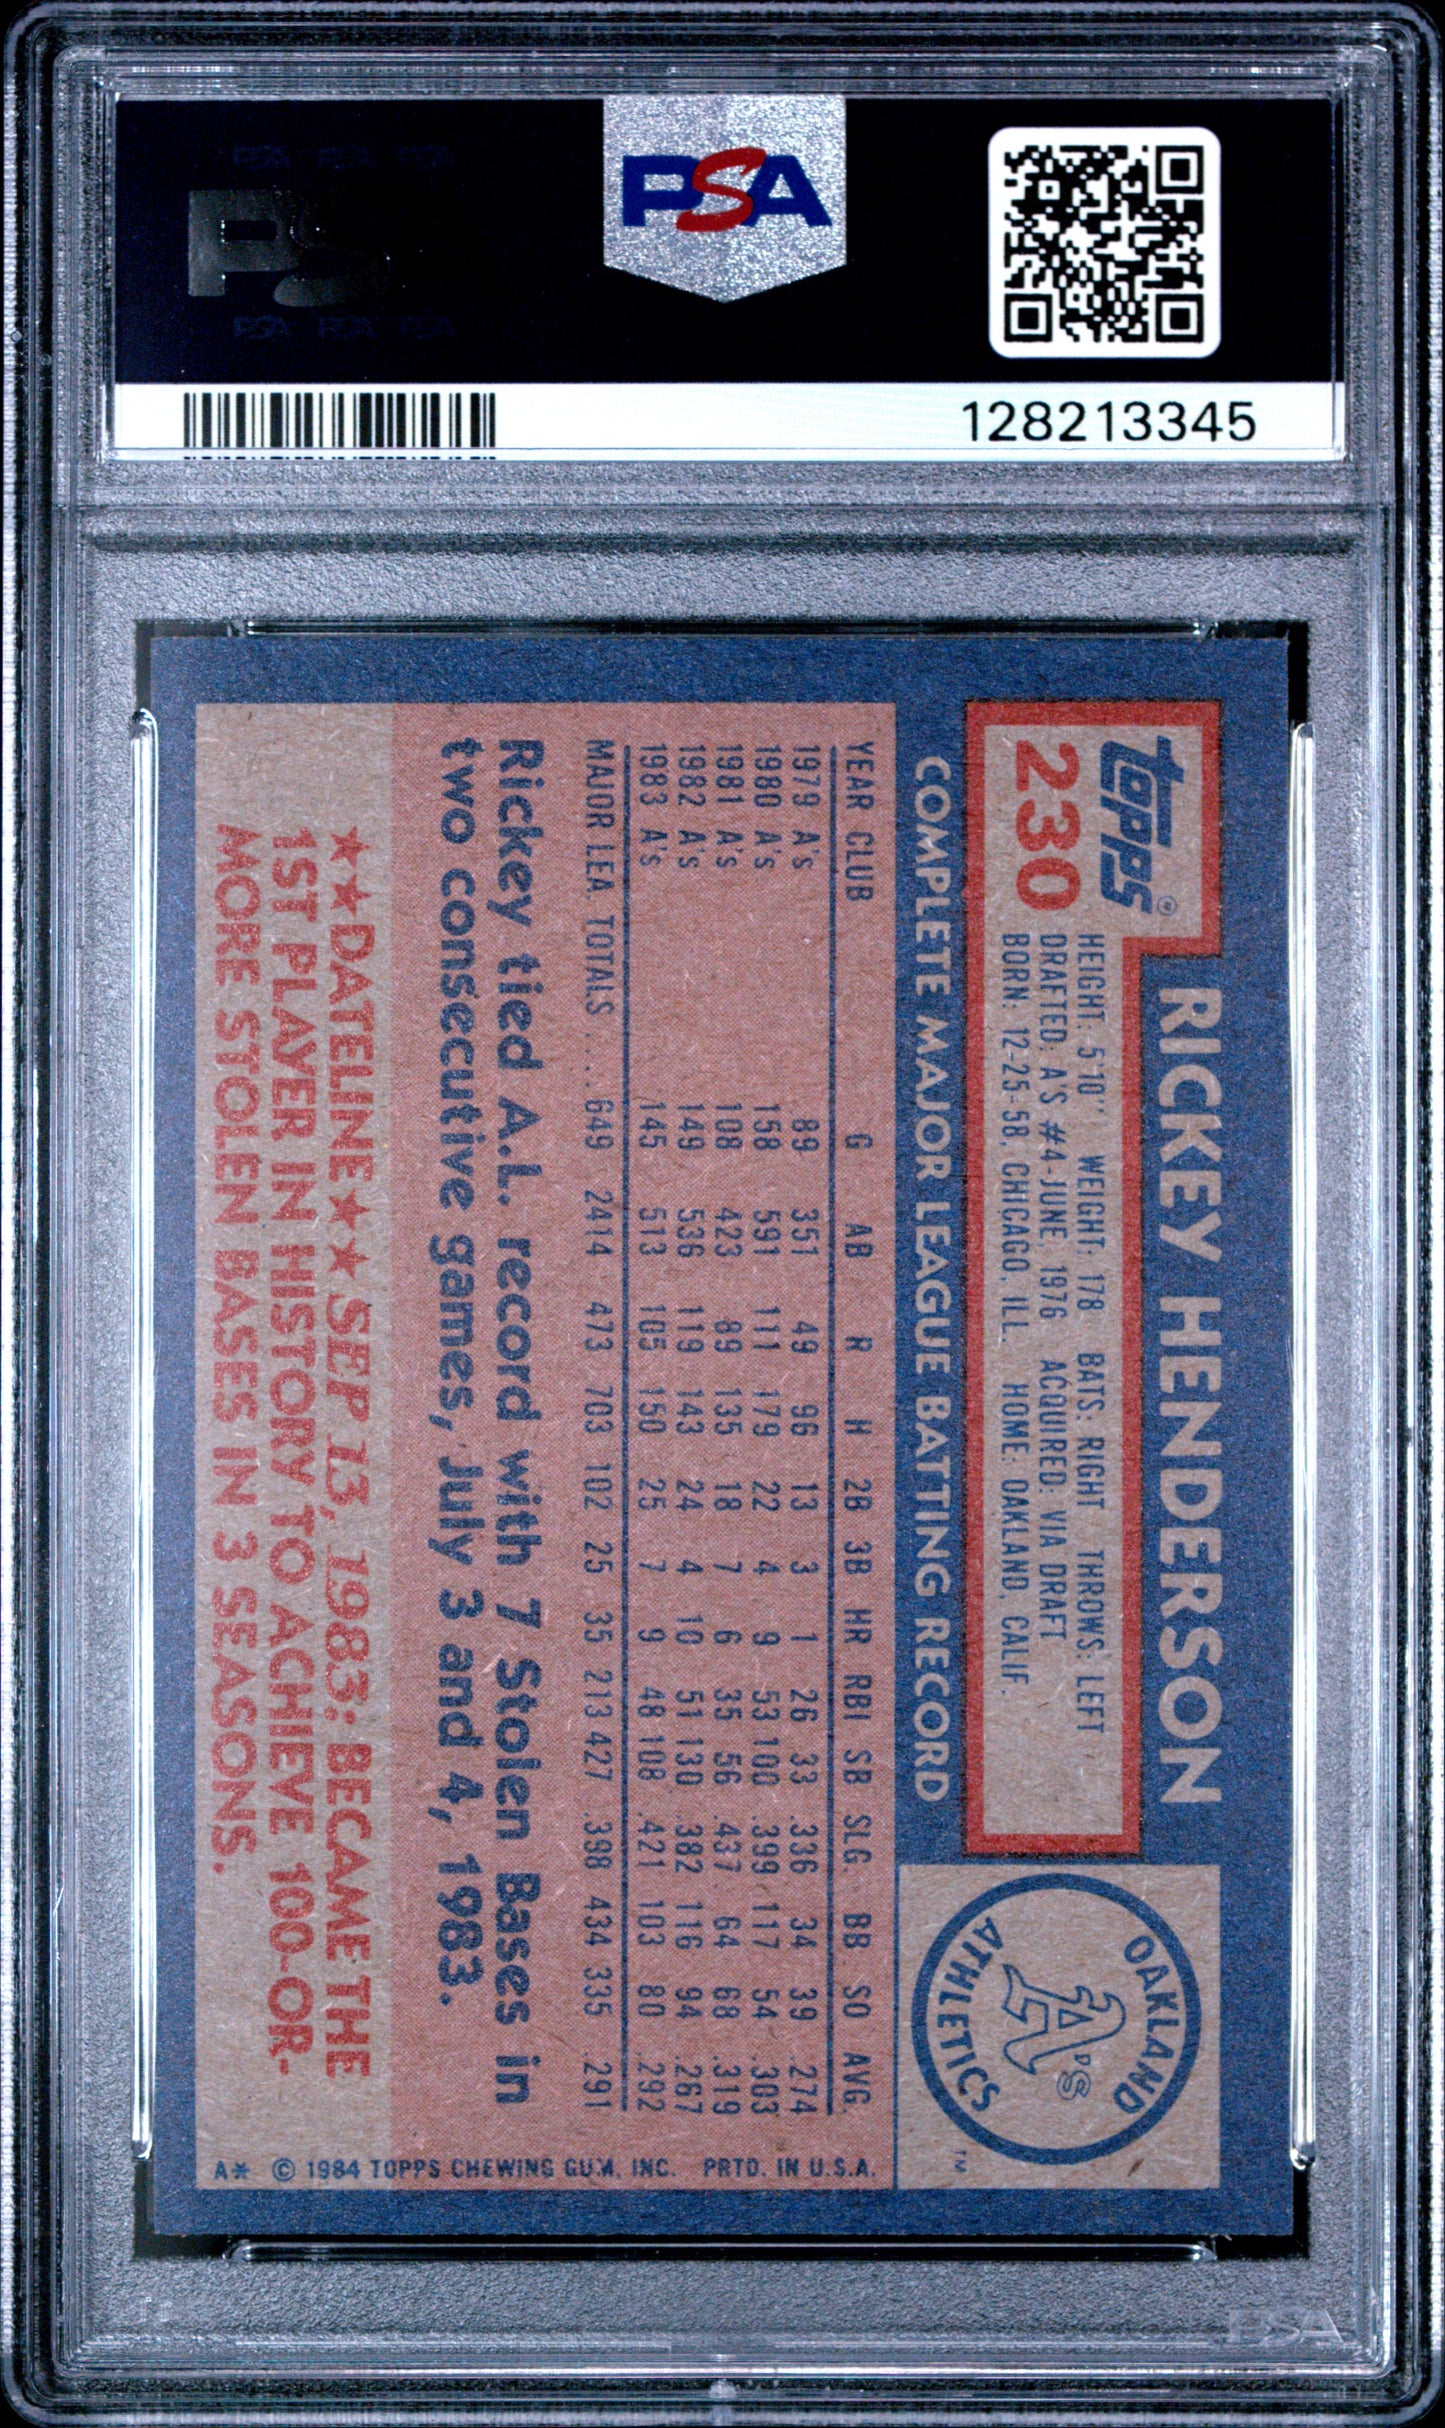 PSA PSA PSA
PSA
PSA PSA PSA
PSA
128213345
topps®
230
RICKEY HENDERSON
HEIGHT: 5'10" WEIGHT: 178 BATS: RIGHT THROWS: LEFT
DRAFTED: A'S #4-JUNE, 1976 ACQUIRED: VIA DRAFT
BORN: 12-25-58, CHICAGO, ILL. HOME: OAKLAND, CALIF.
OAKLAND
A's
ATHLETICS
TM
COMPLETE MAJOR LEAGUE BATTING RECORD
YEAR CLUB G AB R H 2B 3B HR RBI SB SLG. BB SO AVG.
1979 A's 89 351 49 96 13 3 1 26 33 .336 34 39 .274
1980 A's 158 591 111 179 22 4 9 53 100 .399 117 54 .303
1981 A's 108 423 89 135 18 7 6 35 56 .437 64 68 .319
1982 A's 149 536 119 143 24 4 10 51 130 .382 116 94 .267
1983 A's 145 513 105 150 25 7 9 48 108 .421 103 80 .292
MAJOR LEA. TOTALS .... 649 2414 473 703 102 25 35 213 427 .398 434 335 .291
Rickey tied A.L. record with 7 Stolen Bases in
two consecutive games, July 3 and 4, 1983.
★★DATELINE★★ SEP 13, 1983: BECAME THE
1ST PLAYER IN HISTORY TO ACHIEVE 100-OR-
MORE STOLEN BASES IN 3 SEASONS.
A* © 1984 TOPPS CHEWING GUM, INC. PRTD. IN U.S.A.
PSA